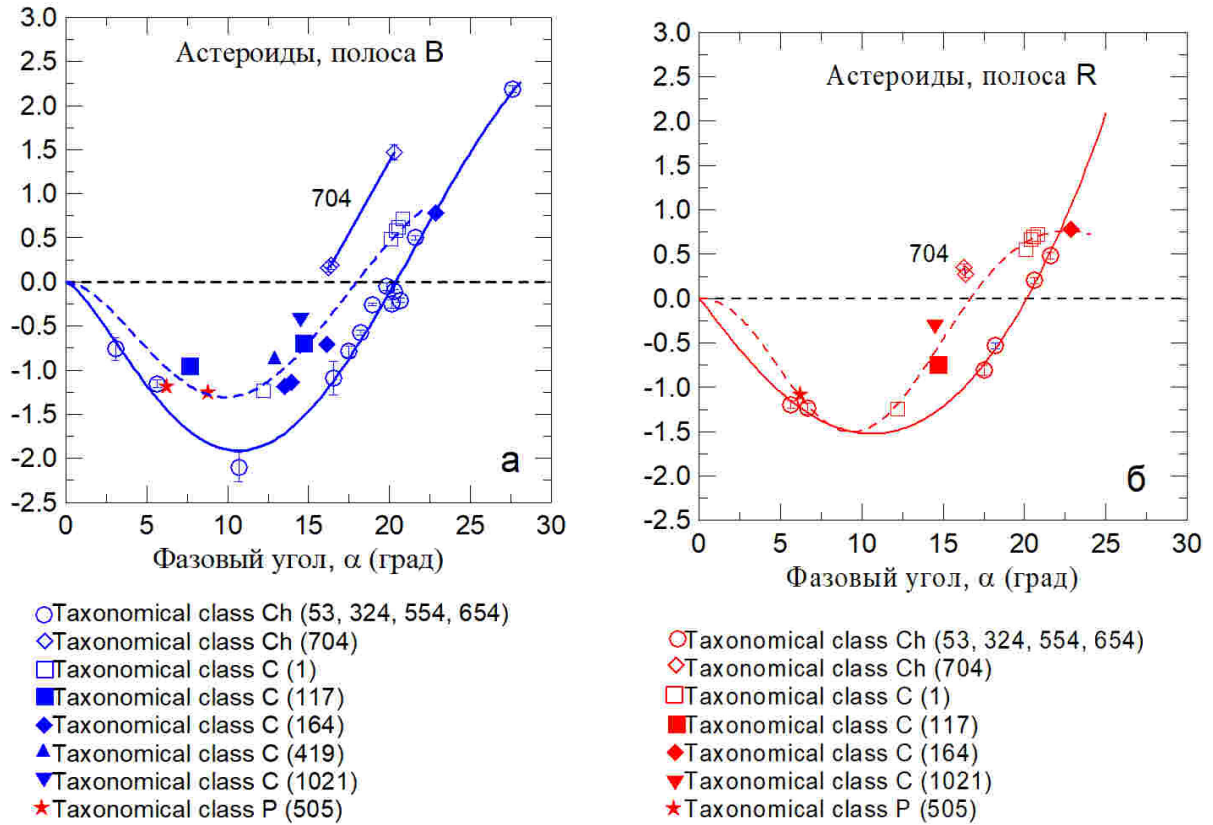 Астероиды, полоса B
3.0
2.5
2.0
1.5
1.0
0.5
0.0
-0.5
-1.0
-1.5
-2.0
-2.5
704
а
0 5 10 15 20 25 30
Фазовый угол, α (град)
Taxonomical class Ch (53, 324, 554, 654)
Taxonomical class Ch (704)
Taxonomical class C (1)
Taxonomical class C (117)
Taxonomical class C (164)
Taxonomical class C (419)
Taxonomical class C (1021)
Taxonomical class P (505)
Астероиды, полоса R
3.0
2.5
2.0
1.5
1.0
0.5
0.0
-0.5
-1.0
-1.5
-2.0
-2.5
704
б
0 5 10 15 20 25 30
Фазовый угол, α (град)
Taxonomical class Ch (53, 324, 554, 654)
Taxonomical class Ch (704)
Taxonomical class C (1)
Taxonomical class C (117)
Taxonomical class C (164)
Taxonomical class C (1021)
Taxonomical class P (505)